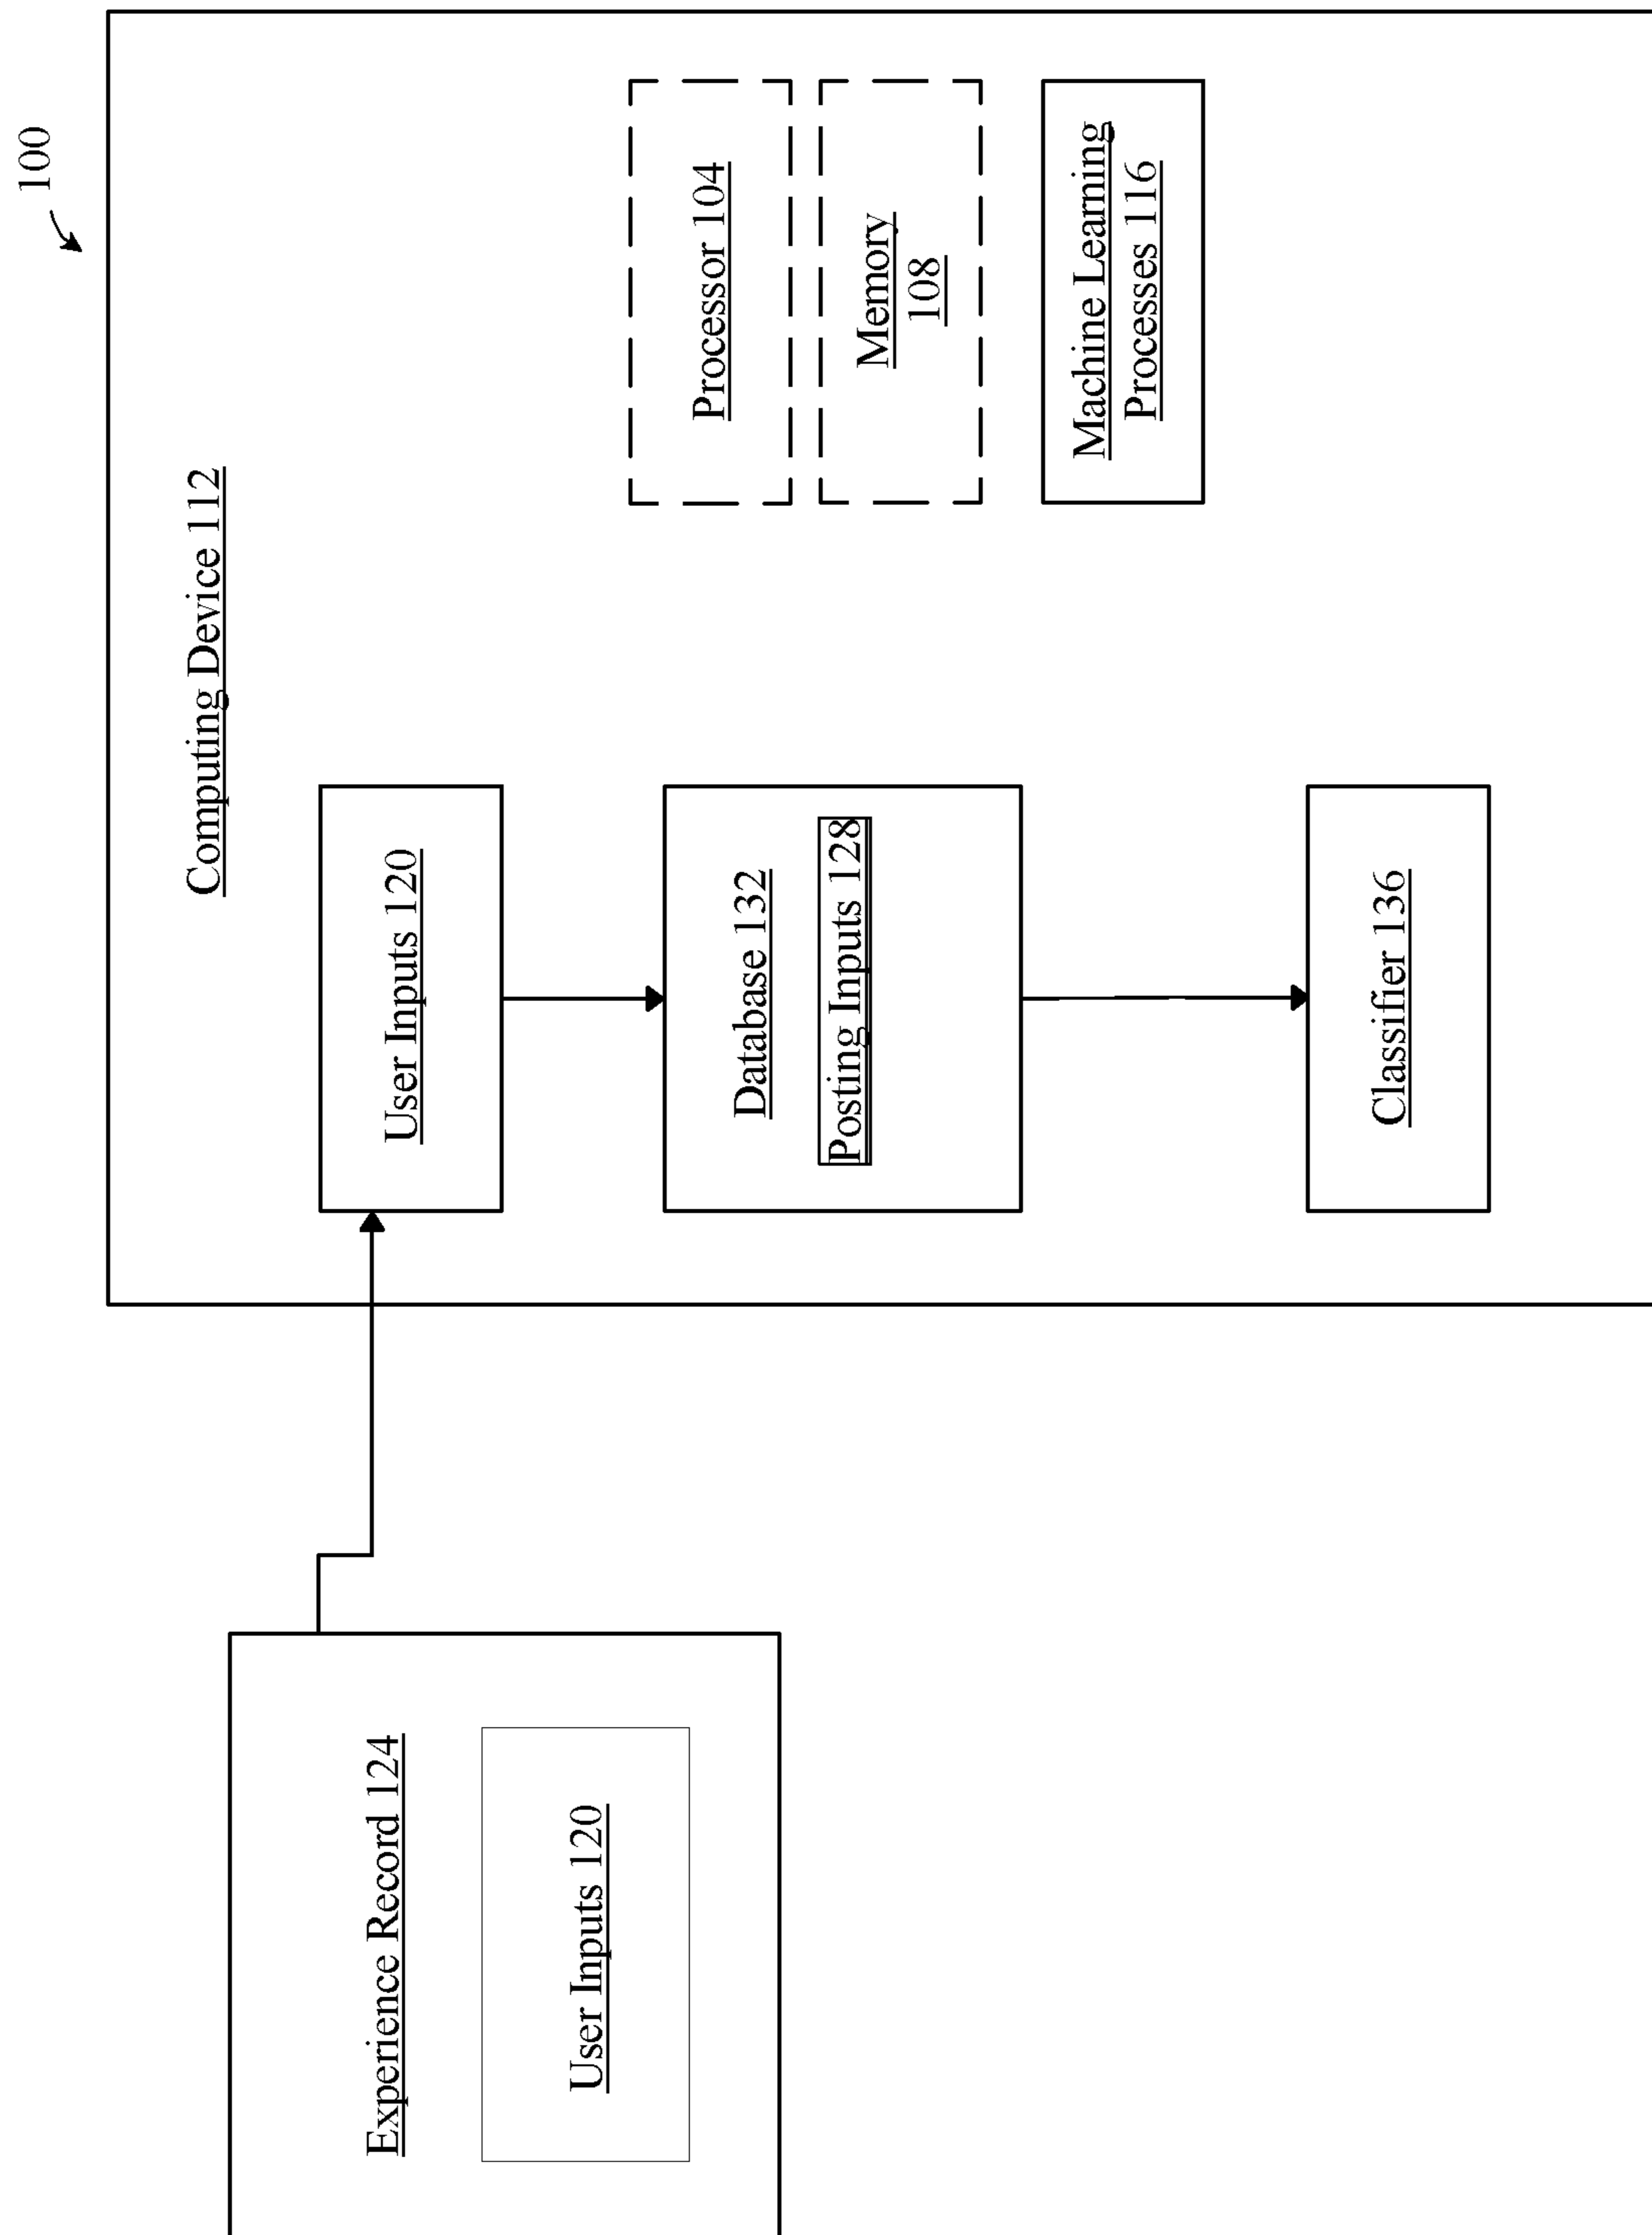 100
Computing Device 112
Experience Record 124
User Inputs 120
User Inputs 120
Database 132
Posting Inputs 128
Classifier 136
Processor 104
Memory
108
Machine Learning
Processes 116